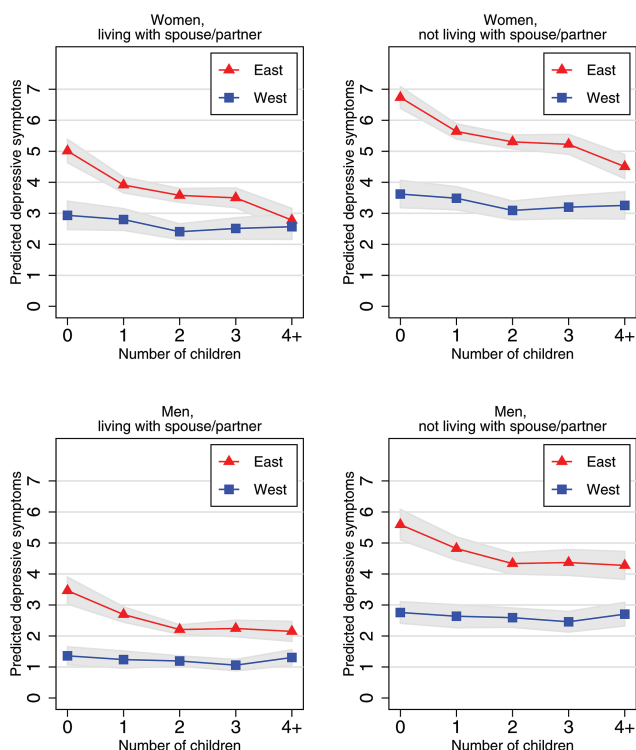 Women,
living with spouse/partner
East
West
Predicted depressive symptoms
7
6
5
4
3
2
1
0
0 1 2 3 4+
Number of children
Women,
not living with spouse/partner
East
West
Predicted depressive symptoms
7
6
5
4
3
2
1
0
0 1 2 3 4+
Number of children
Men,
living with spouse/partner
East
West
Predicted depressive symptoms
7
6
5
4
3
2
1
0
0 1 2 3 4+
Number of children
Men,
not living with spouse/partner
East
West
Predicted depressive symptoms
7
6
5
4
3
2
1
0
0 1 2 3 4+
Number of children